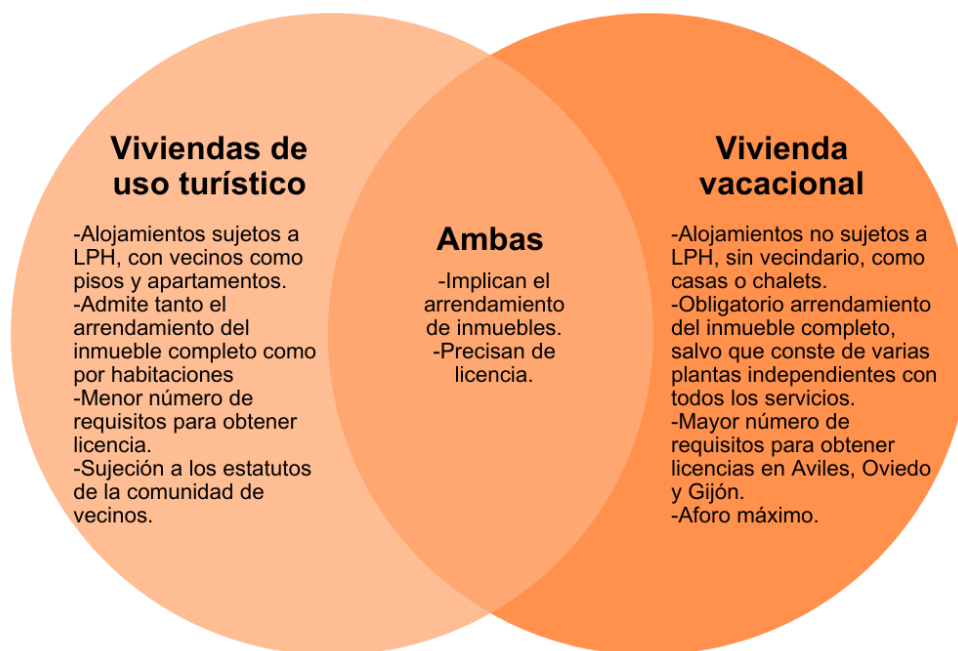 Viviendas de
uso turístico
-Alojamientos sujetos a
LPH, con vecinos como
pisos y apartamentos.
-Admite tanto el
arrendamiento del
inmueble completo como
por habitaciones
-Menor número de
requisitos para obtener
licencia.
-Sujeción a los estatutos
de la comunidad de
vecinos.
Ambas
-Implican el
arrendamiento
de inmuebles.
-Precisan de
licencia.
Vivienda
vacacional
-Alojamientos no sujetos a
LPH, sin vecindario, como
casas o chalets.
-Obligatorio arrendamiento
del inmueble completo,
salvo que conste de varias
plantas independientes con
todos los servicios.
-Mayor número de
requisitos para obtener
licencias en Aviles, Oviedo
y Gijón.
-Aforo máximo.